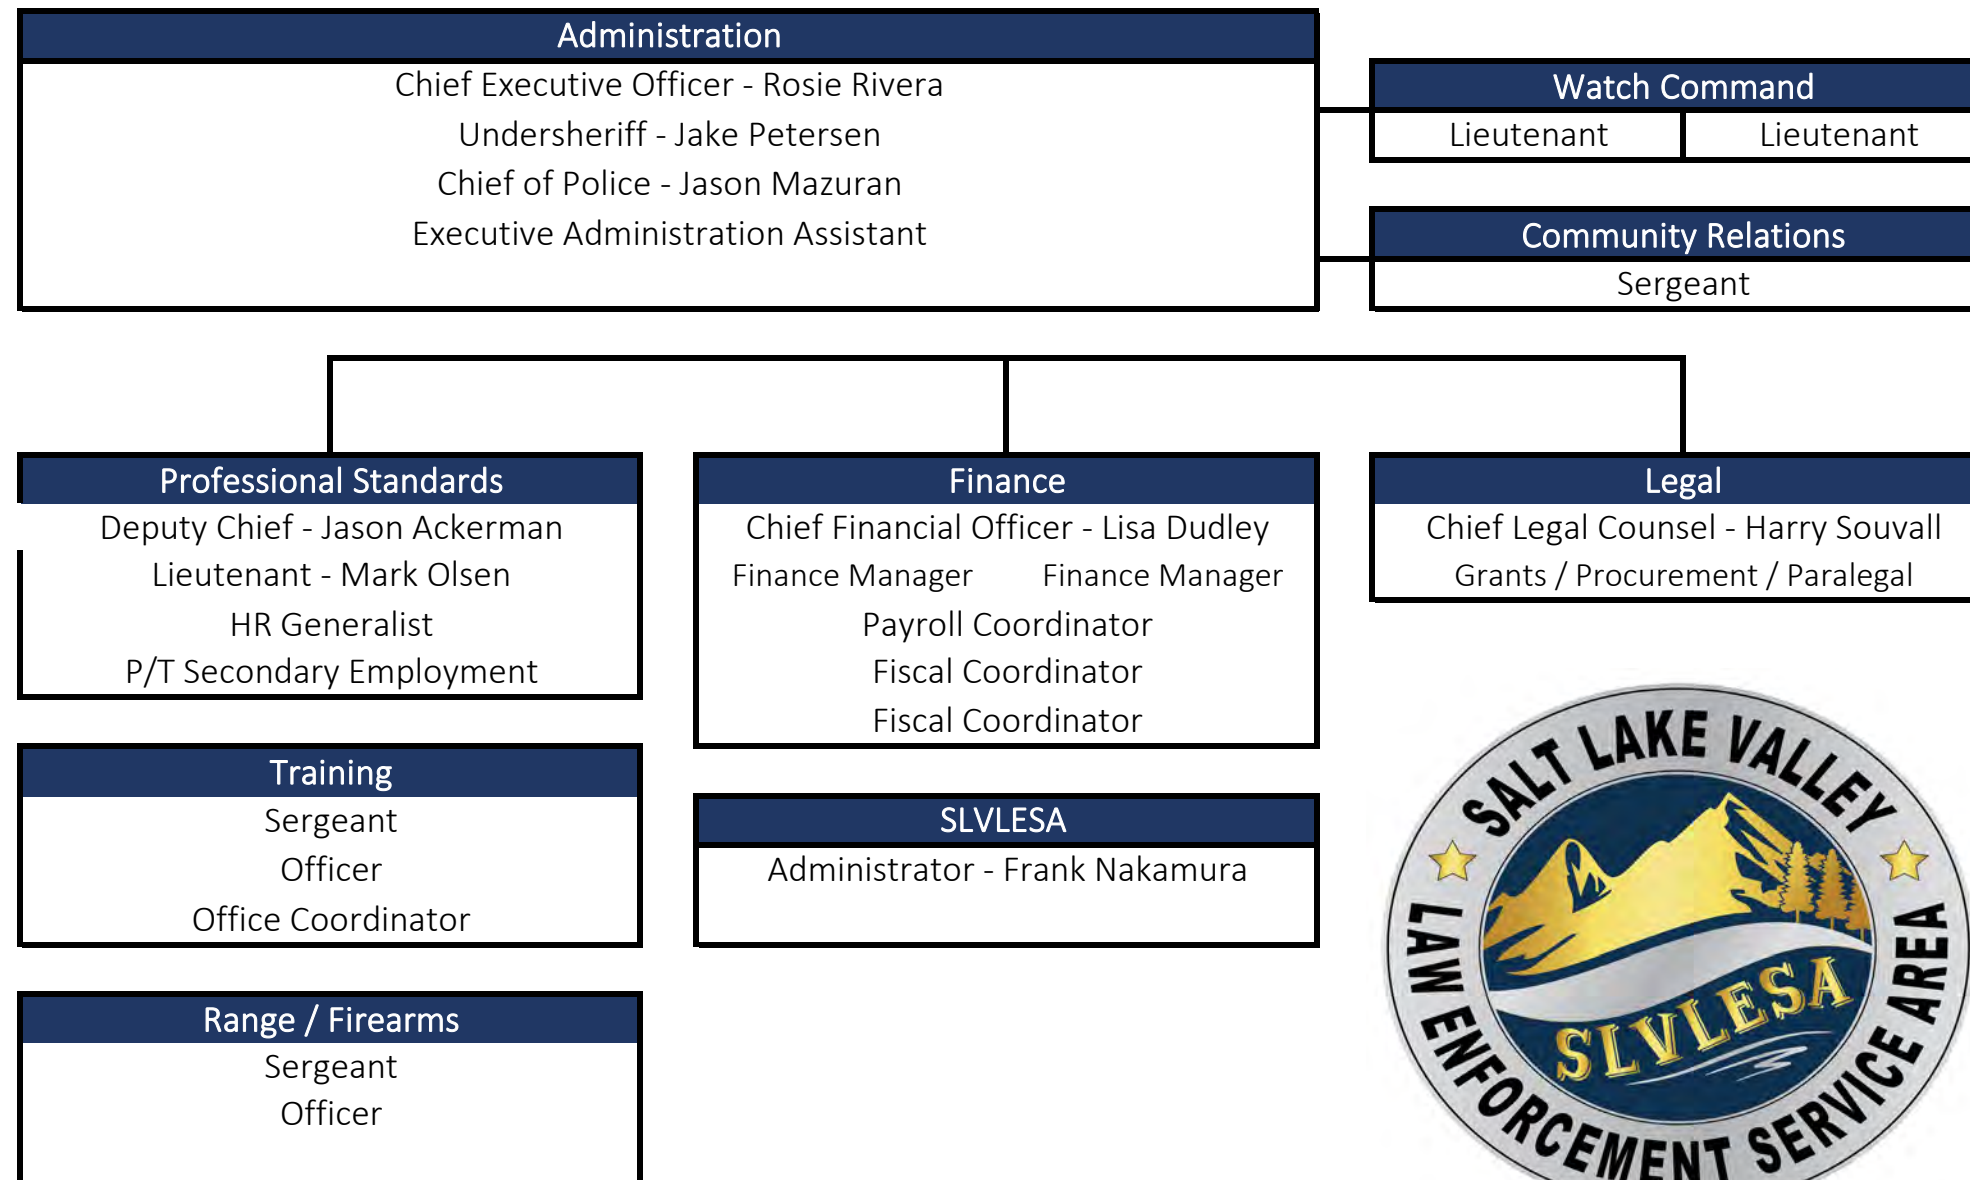 Administration
Chief Executive Officer - Rosie Rivera
Undersheriff - Jake Petersen
Chief of Police - Jason Mazuran
Executive Administration Assistant
Watch Command
Lieutenant Lieutenant
Community Relations
Sergeant
Professional Standards
Deputy Chief - Jason Ackerman
Lieutenant - Mark Olsen
HR Generalist
P/T Secondary Employment
Training
Sergeant
Officer
Office Coordinator
Range / Firearms
Sergeant
Officer
Finance
Chief Financial Officer - Lisa Dudley
Finance Manager Finance Manager
Payroll Coordinator
Fiscal Coordinator
Fiscal Coordinator
SLVLESA
Administrator - Frank Nakamura
Legal
Chief Legal Counsel - Harry Souvall
Grants / Procurement / Paralegal
SALT LAKE VALLEY
LAW ENFORCEMENT SERVICE AREA
SLVLESA